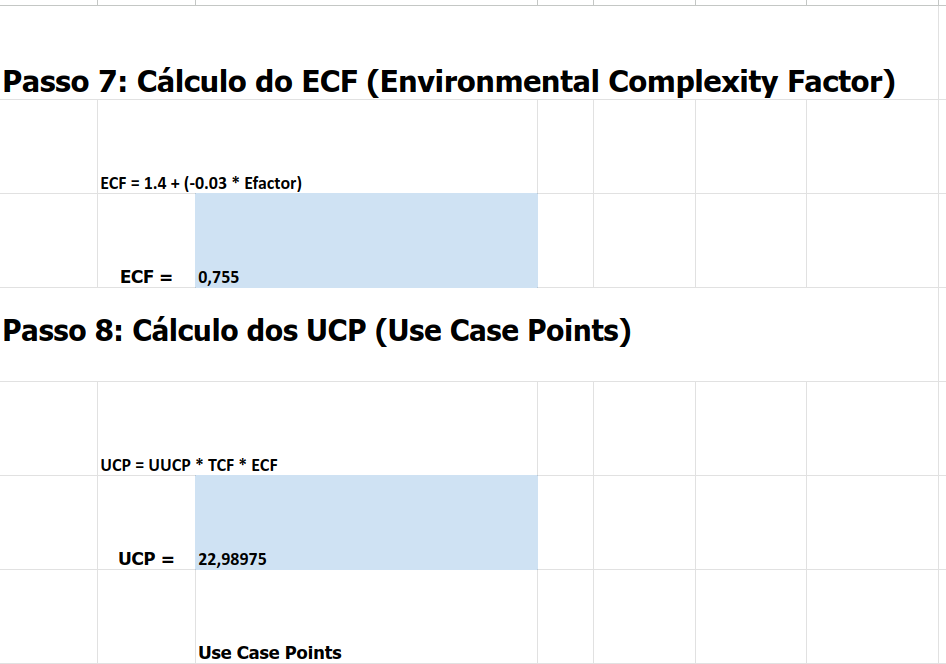 Passo 7: Cálculo do ECF (Environmental Complexity Factor)
ECF = 1.4 + (-0.03 * Efactor)
ECF = 0,755
Passo 8: Cálculo dos UCP (Use Case Points)
UCP = UUCP * TCF * ECF
UCP = 22,98975
Use Case Points